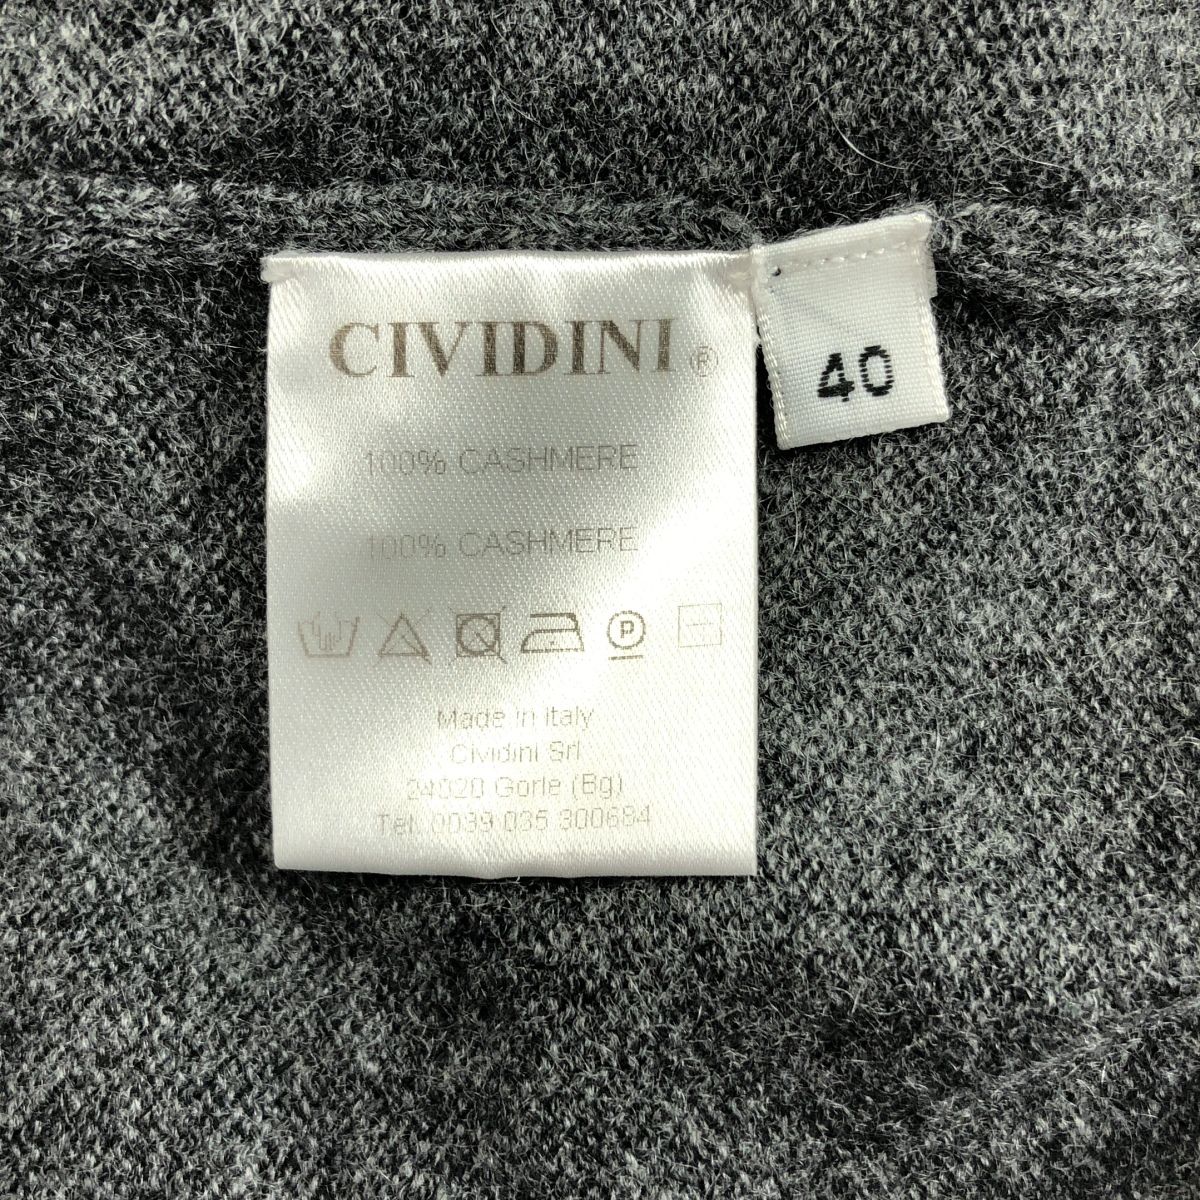 CIVIDINI ®
40
100% CASHMERE
100% CASHMERE
P
Made in Italy
Cividini Srl
24020 Gorle (Bg)
Tel. 0039 035 300684